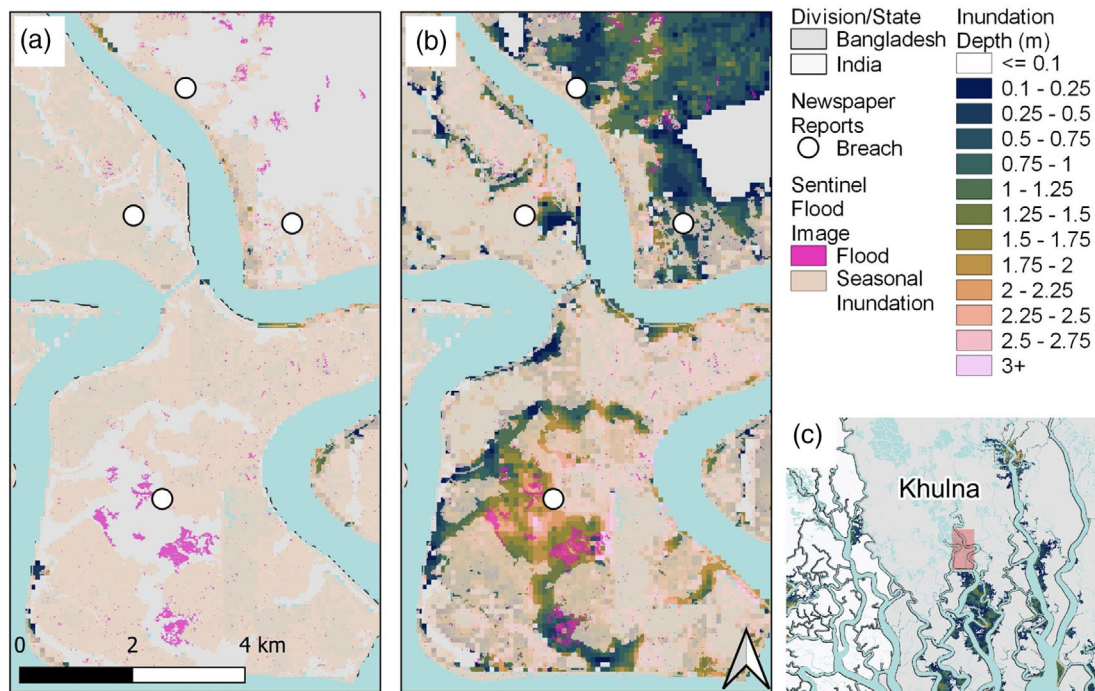 (a)
(b)
Division/State
Bangladesh
India
Newspaper
Reports
Breach
Sentinel
Flood
Image
Flood
Seasonal
Inundation
Inundation
Depth (m)
<= 0.1
0.1 - 0.25
0.25 - 0.5
0.5 - 0.75
0.75 - 1
1 - 1.25
1.25 - 1.5
1.5 - 1.75
1.75 - 2
2 - 2.25
2.25 - 2.5
2.5 - 2.75
3+
(c)
Khulna
0 2 4 km